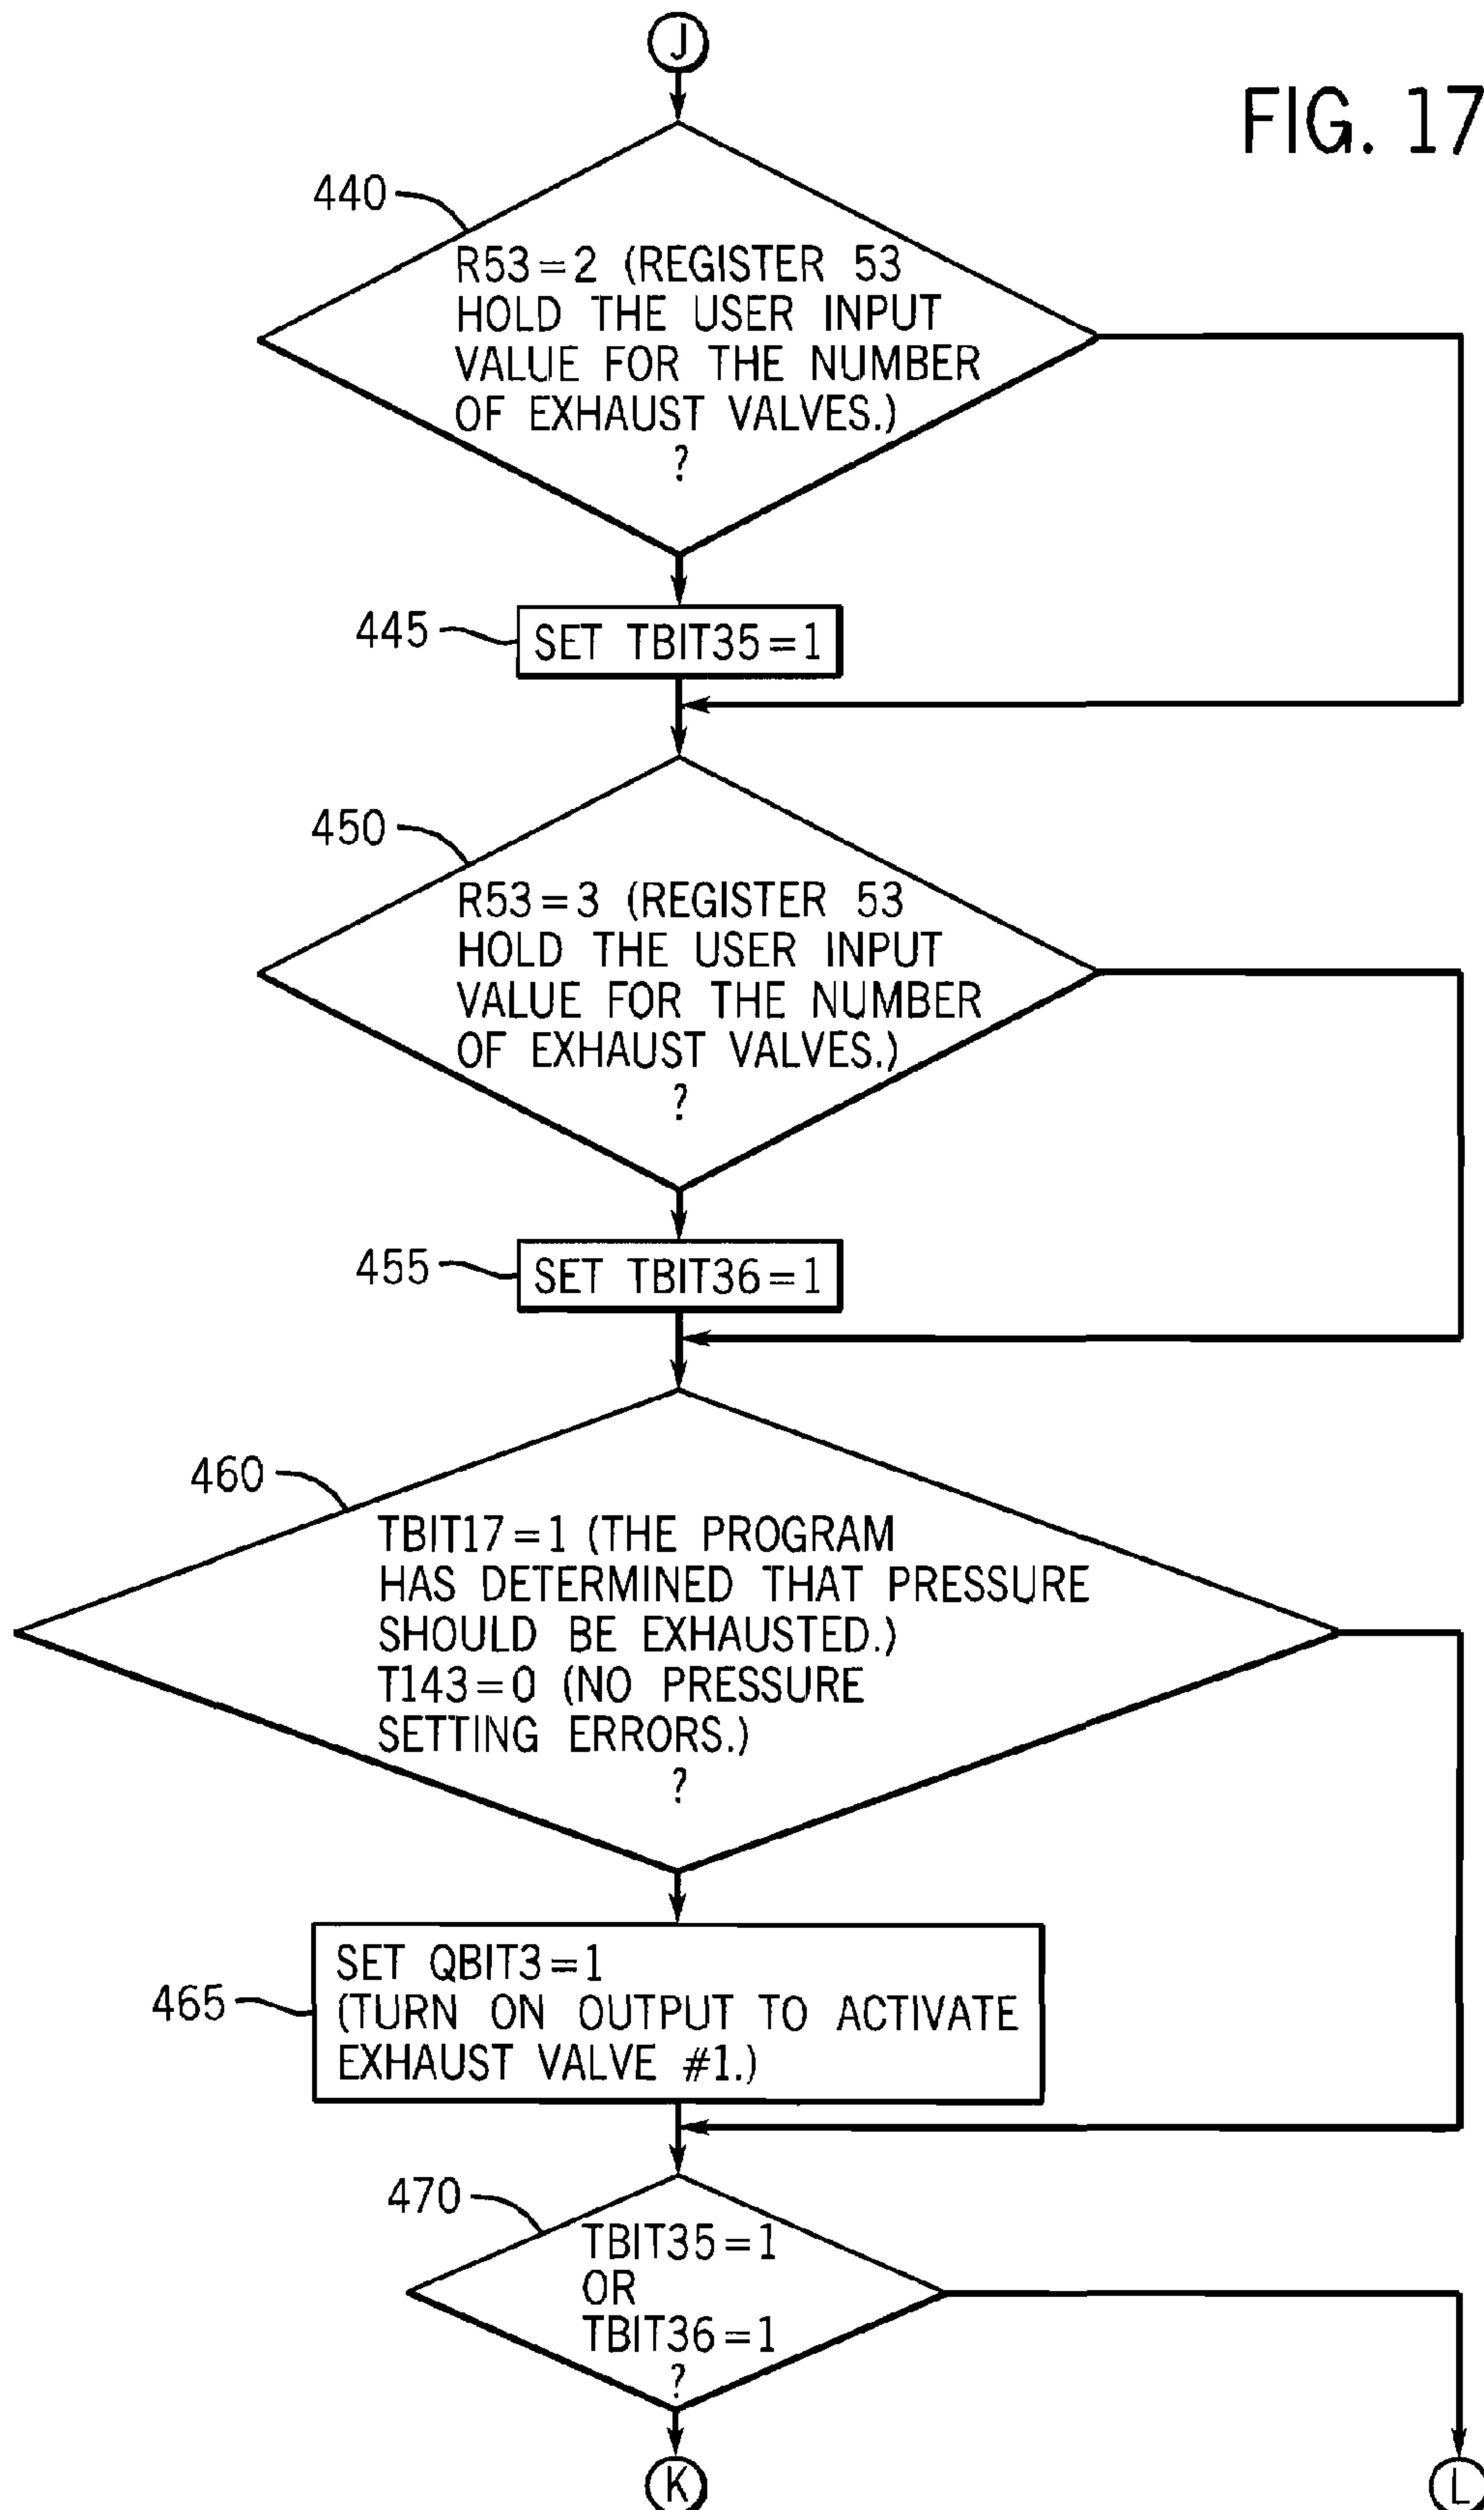 J
FIG. 17
440
R53=2 (REGISTER 53
HOLD THE USER INPUT
VALUE FOR THE NUMBER
OF EXHAUST VALVES.)
?
445
SET TBIT35=1
450
R53=3 (REGISTER 53
HOLD THE USER INPUT
VALUE FOR THE NUMBER
OF EXHAUST VALVES.)
?
455
SET TBIT36=1
460
TBIT17=1 (THE PROGRAM
HAS DETERMINED THAT PRESSURE
SHOULD BE EXHAUSTED.)
T143=0 (NO PRESSURE
SETTING ERRORS.)
?
465
SET QBIT3=1
(TURN ON OUTPUT TO ACTIVATE
EXHAUST VALVE #1.)
470
TBIT35=1
OR
TBIT36=1
?
K
L